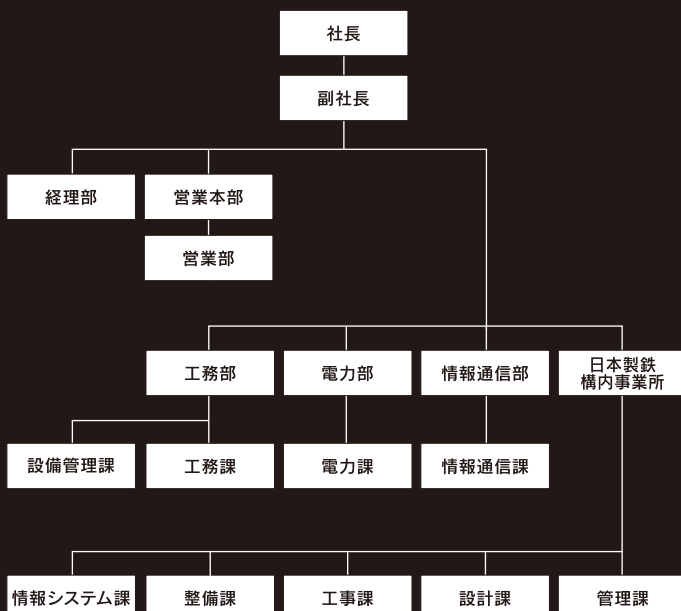 社長
副社長
経理部
営業本部
営業部
工務部
電力部
情報通信部
日本製鉄
構内事業所
設備管理課
工務課
電力課
情報通信課
情報システム課
整備課
工事課
設計課
管理課